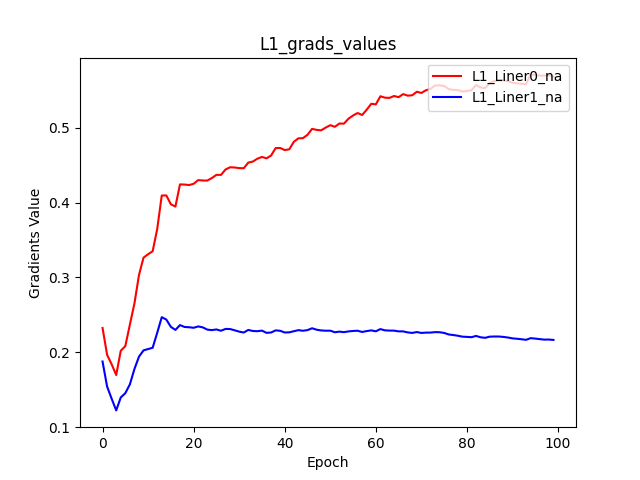 L1_grads_values
L1_Liner0_na
L1_Liner1_na
Gradients Value
0.5
0.4
0.3
0.2
0.1
0 20 40 60 80 100
Epoch